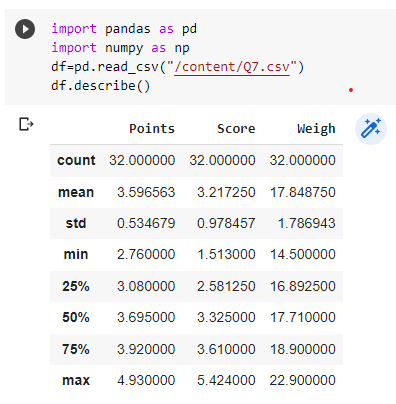 import pandas as pd
import numpy as np
df=pd.read_csv("/content/Q7.csv")
df.describe()
Points Score Weigh
count 32.000000 32.000000 32.000000
mean 3.596563 3.217250 17.848750
std 0.534679 0.978457 1.786943
min 2.760000 1.513000 14.500000
25% 3.080000 2.581250 16.892500
50% 3.695000 3.325000 17.710000
75% 3.920000 3.610000 18.900000
max 4.930000 5.424000 22.900000